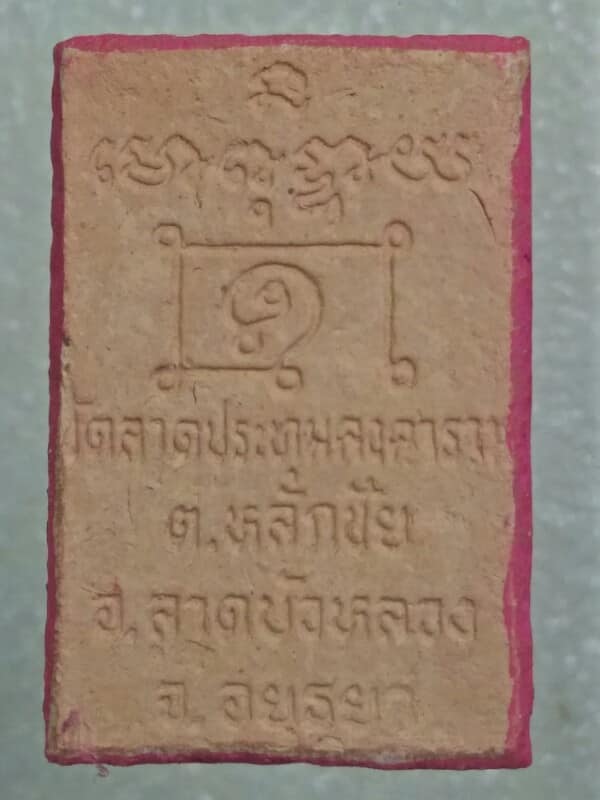 วัดลาดประทุมคงคาราม
ต.หลักชัย
อ.ลาดบัวหลวง
จ.อยุธยา